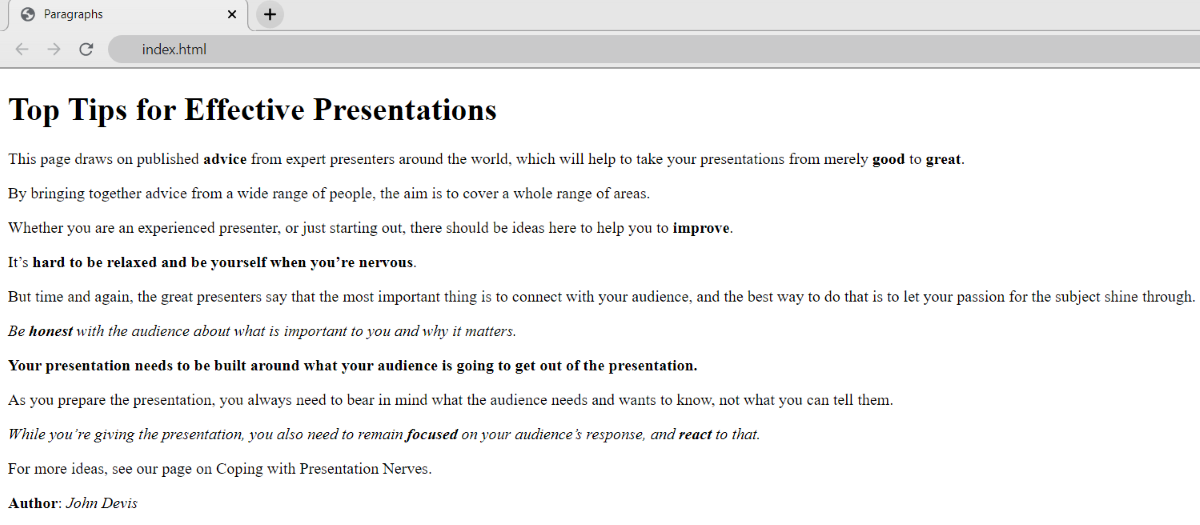 Paragraphs
index.html
Top Tips for Effective Presentations
This page draws on published advice from expert presenters around the world, which will help to take your presentations from merely good to great.
By bringing together advice from a wide range of people, the aim is to cover a whole range of areas.
Whether you are an experienced presenter, or just starting out, there should be ideas here to help you to improve.
It’s hard to be relaxed and be yourself when you’re nervous.
But time and again, the great presenters say that the most important thing is to connect with your audience, and the best way to do that is to let your passion for the subject shine through.
Be honest with the audience about what is important to you and why it matters.
Your presentation needs to be built around what your audience is going to get out of the presentation.
As you prepare the presentation, you always need to bear in mind what the audience needs and wants to know, not what you can tell them.
While you’re giving the presentation, you also need to remain focused on your audience’s response, and react to that.
For more ideas, see our page on Coping with Presentation Nerves.
Author: John Devis